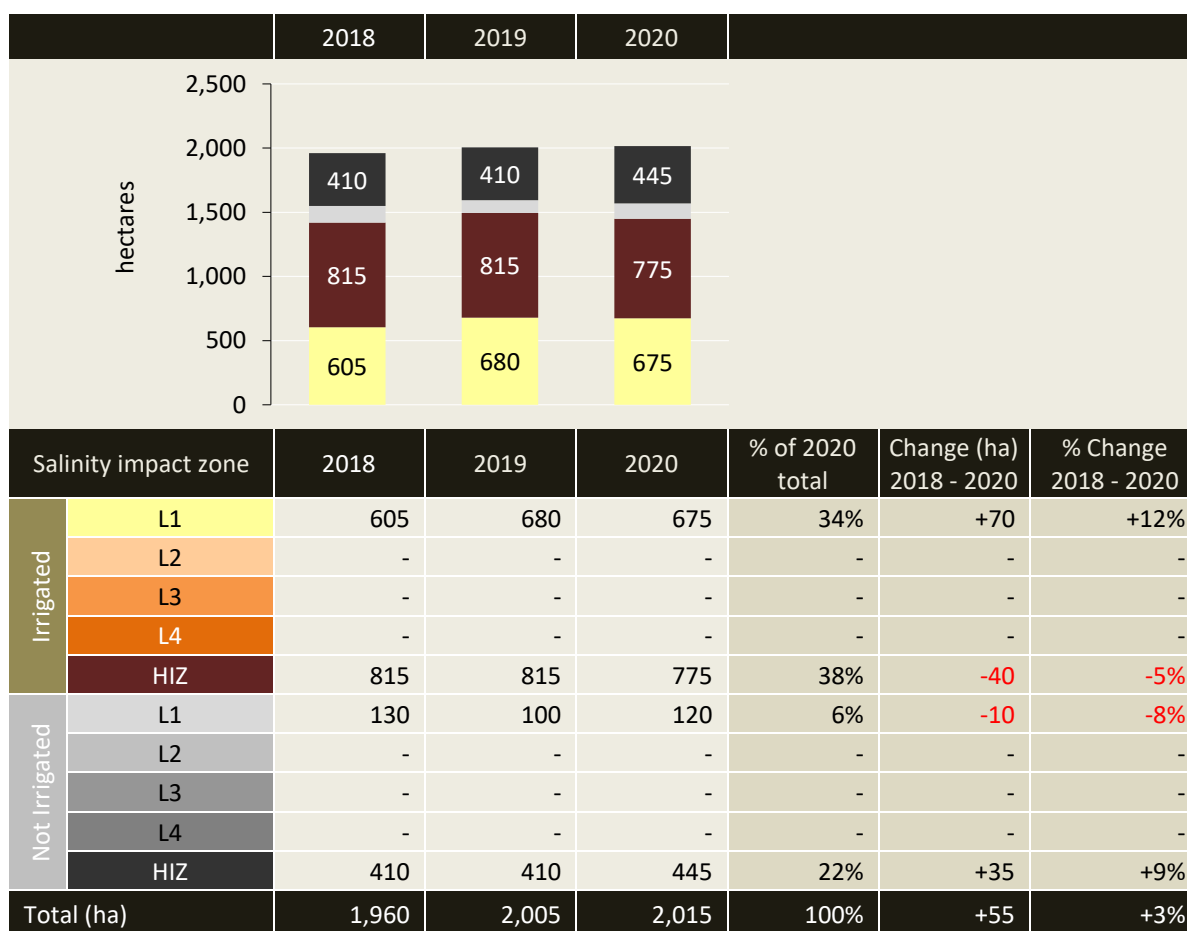 2018 2019 2020
2,500
2,000
1,500
1,000
500
0
hectares
410 410 445
815 815 775
605 680 675
Salinity impact zone 2018 2019 2020 % of 2020 total Change (ha) 2018 - 2020 % Change 2018 - 2020
Irrigated
L1 605 680 675 34% +70 +12%
L2 - - - - - -
L3 - - - - - -
L4 - - - - - -
HIZ 815 815 775 38% -40 -5%
Not Irrigated
L1 130 100 120 6% -10 -8%
L2 - - - - - -
L3 - - - - - -
L4 - - - - - -
HIZ 410 410 445 22% +35 +9%
Total (ha) 1,960 2,005 2,015 100% +55 +3%